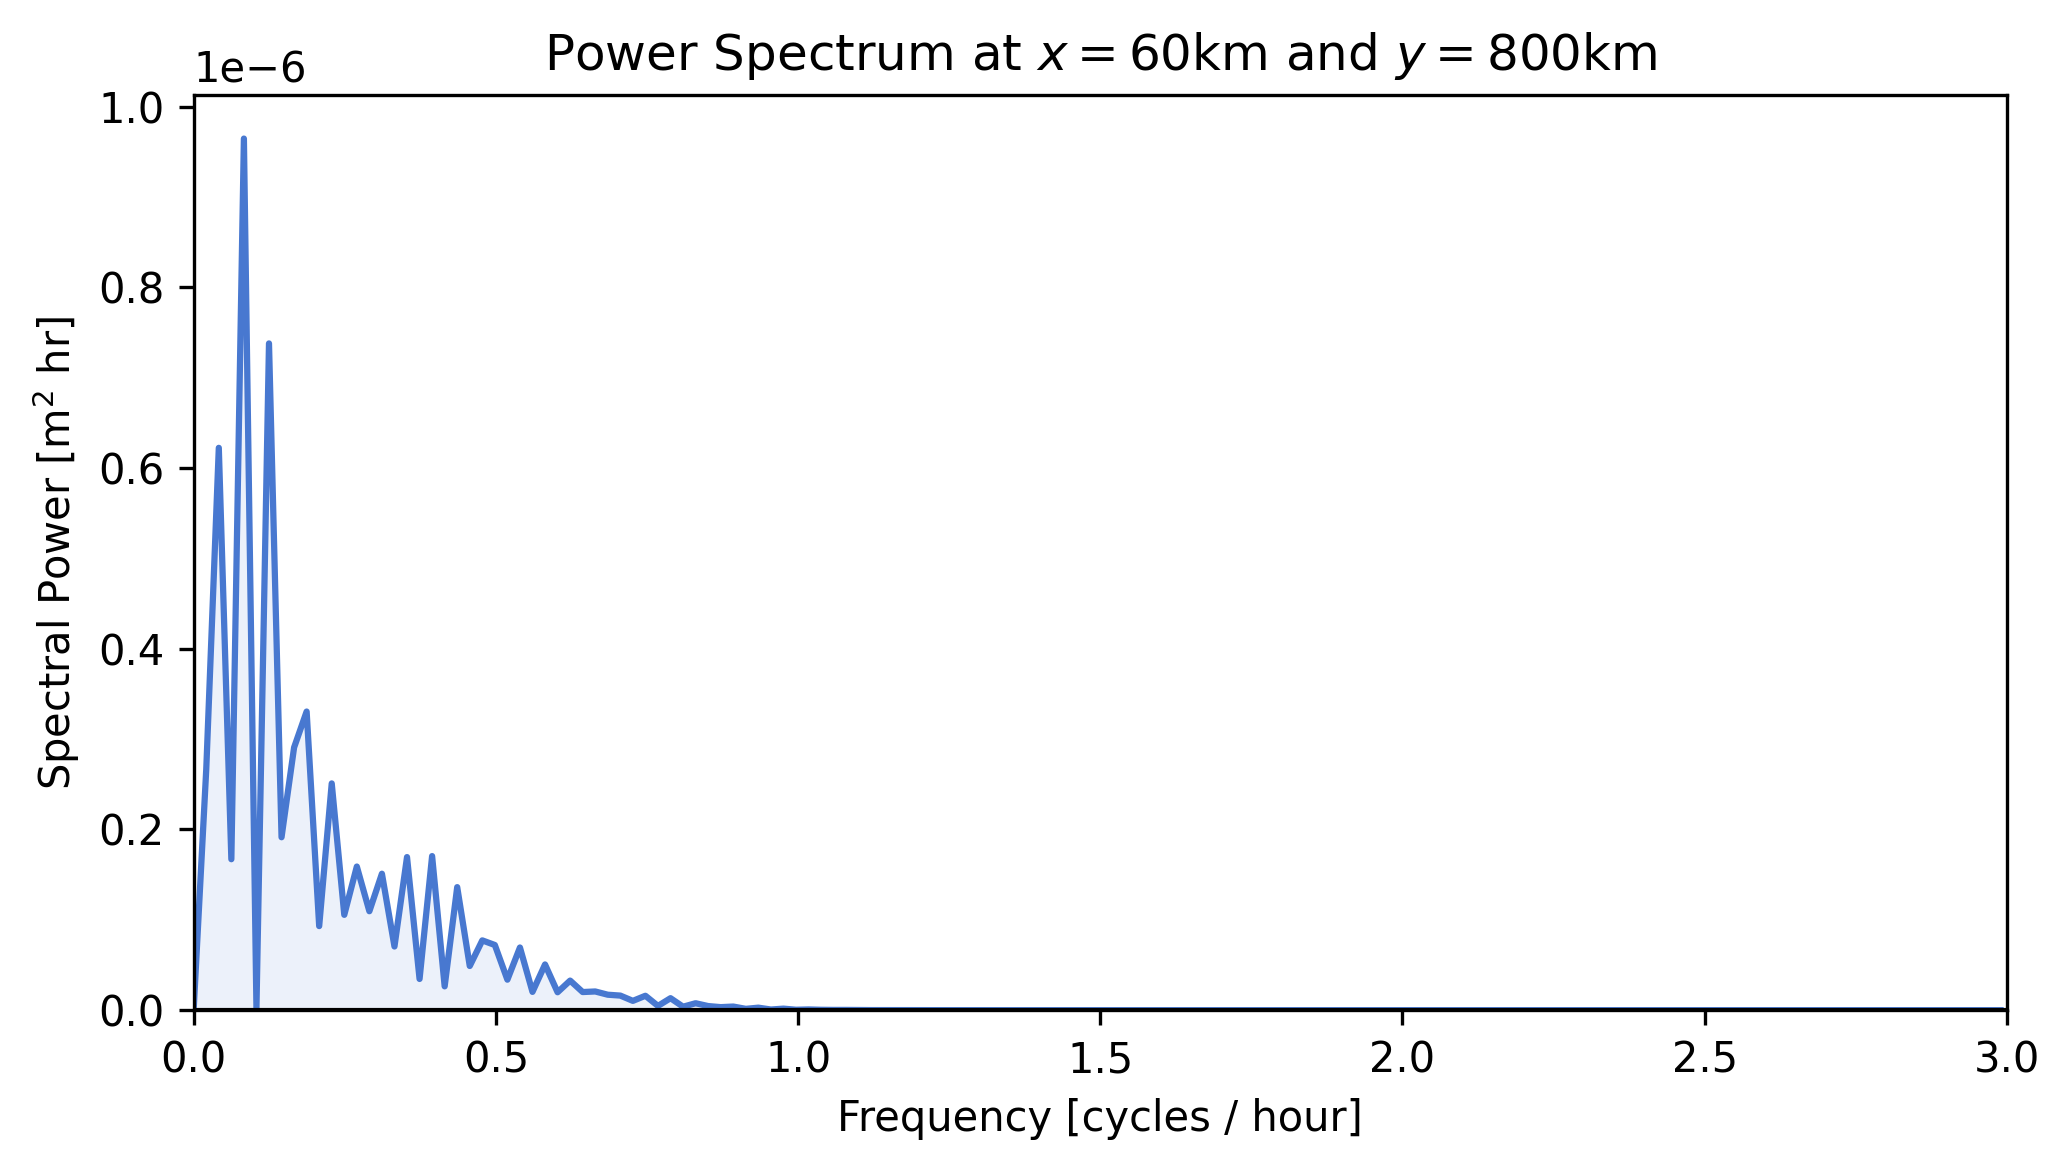 Power Spectrum at x = 60km and y = 800km
1e−6
1.0
0.8
0.6
0.4
0.2
0.0
Spectral Power [m² hr]
0.0 0.5 1.0 1.5 2.0 2.5 3.0
Frequency [cycles / hour]